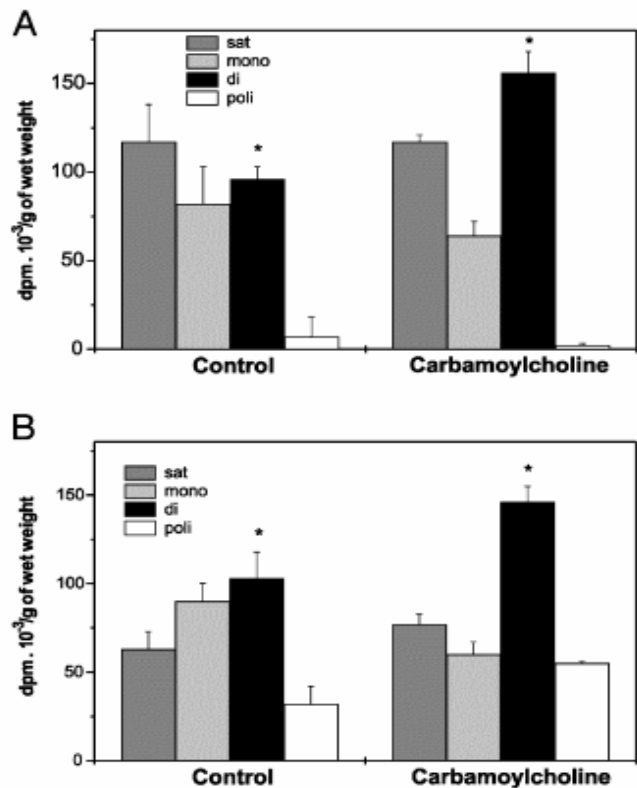 A
dpm. 10-3/g of wet weight
150
100
50
0
sat
mono
di
poli
*
*
Control
Carbamoylcholine
B
dpm. 10-3/g of wet weight
150
100
50
0
sat
mono
di
poli
*
*
Control
Carbamoylcholine